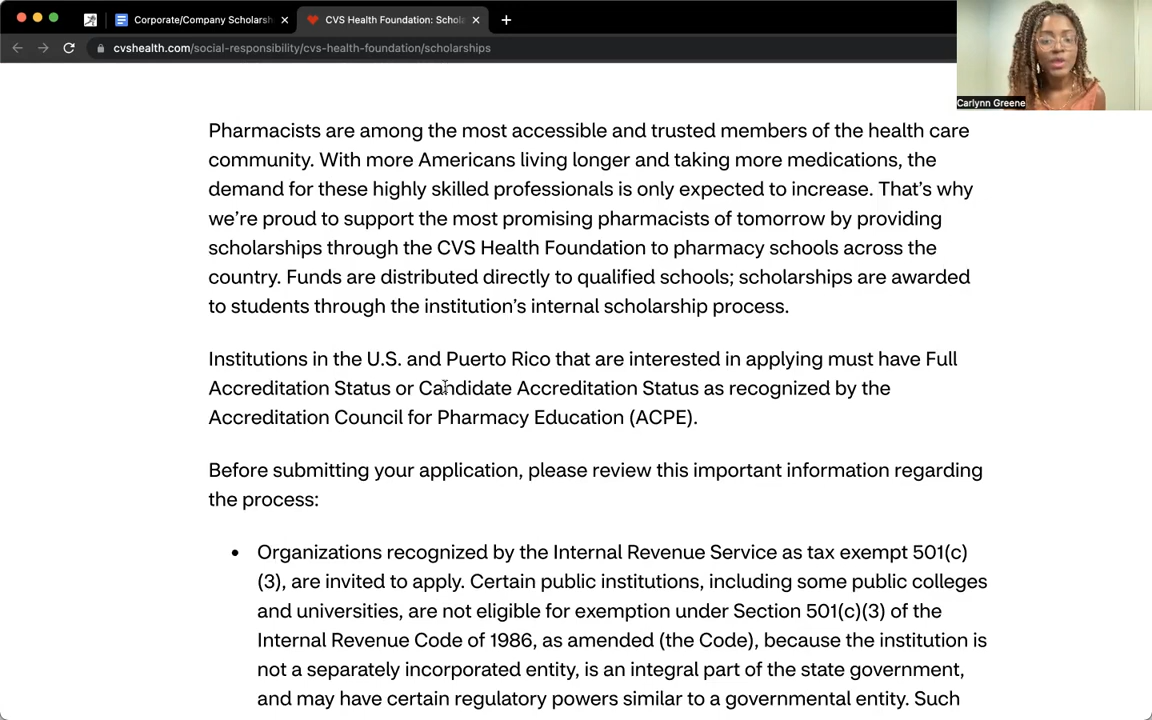 Corporate/Company Scholarsh
CVS Health Foundation: Schola
cvshealth.com/social-responsibility/cvs-health-foundation/scholarships
Carlynn Greene
Pharmacists are among the most accessible and trusted members of the health care
community. With more Americans living longer and taking more medications, the
demand for these highly skilled professionals is only expected to increase. That’s why
we’re proud to support the most promising pharmacists of tomorrow by providing
scholarships through the CVS Health Foundation to pharmacy schools across the
country. Funds are distributed directly to qualified schools; scholarships are awarded
to students through the institution’s internal scholarship process.
Institutions in the U.S. and Puerto Rico that are interested in applying must have Full
Accreditation Status or Candidate Accreditation Status as recognized by the
Accreditation Council for Pharmacy Education (ACPE).
Before submitting your application, please review this important information regarding
the process:
• Organizations recognized by the Internal Revenue Service as tax exempt 501(c)
(3), are invited to apply. Certain public institutions, including some public colleges
and universities, are not eligible for exemption under Section 501(c)(3) of the
Internal Revenue Code of 1986, as amended (the Code), because the institution is
not a separately incorporated entity, is an integral part of the state government,
and may have certain regulatory powers similar to a governmental entity. Such